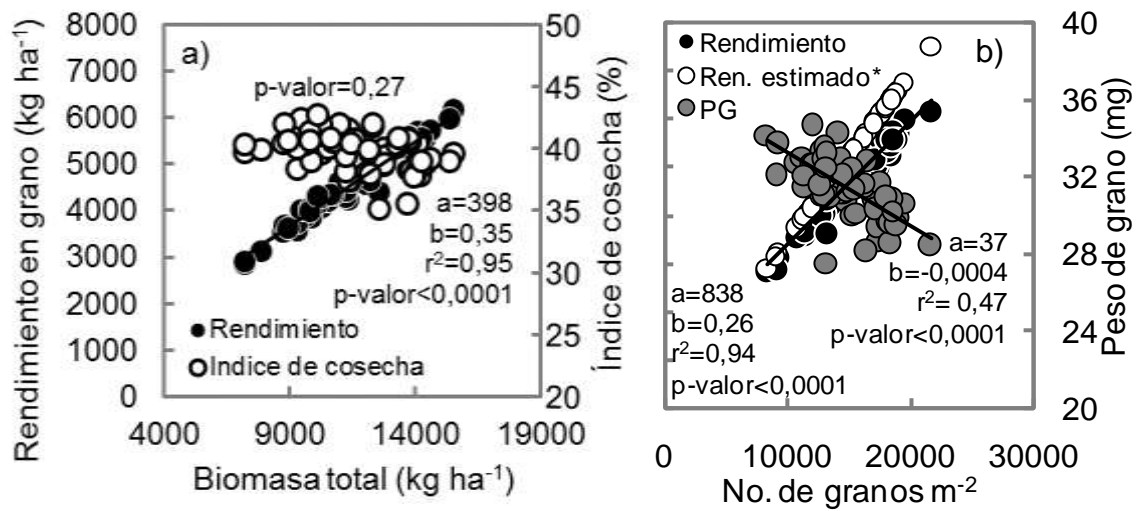 Rendimiento en grano (kg ha-1)
8000
7000
6000
5000
4000
3000
2000
1000
0
a)
p-valor=0,27
a=398
b=0,35
r2=0,95
p-valor<0,0001
Rendimiento
Indice de cosecha
50
45
40
35
30
25
20
Índice de cosecha (%)
4000
9000
14000
19000
Biomasa total (kg ha-1)
Rendimiento
Ren. estimado*
PG
b)
a=37
b=-0,0004
r2= 0,47
p-valor<0,0001
a=838
b=0,26
r2=0,94
p-valor<0,0001
40
36
32
28
24
20
Peso de grano (mg)
0
10000
20000
30000
No. de granos m-2